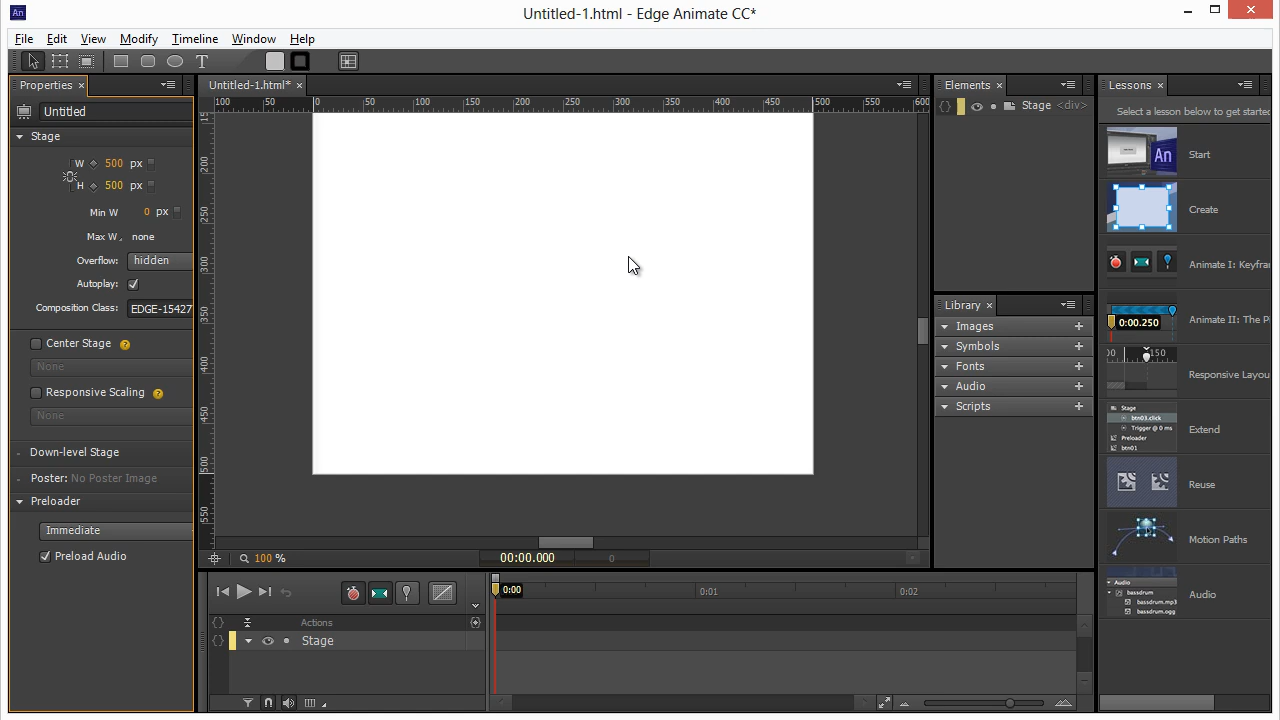 An
Untitled-1.html - Edge Animate CC*
File Edit View Modify Timeline Window Help
T
Properties
Untitled
Stage
W 500 px
H 500 px
Min W 0 px
Max W none
Overflow: hidden
Autoplay:
Composition Class: EDGE-15427
Center Stage ?
None
Responsive Scaling ?
None
Down-level Stage
Poster: No Poster Image
Preloader
Immediate
Preload Audio
Untitled-1.html*
100 50 0 50 100 150 200 250 300 350 400 450 500 550 600
15
200
250
300
350
400
450
500
550
100 %
00:00.000 0
0:00 0:01 0:02
Actions
Stage
Elements
Stage <div>
Library
Images
Symbols
Fonts
Audio
Scripts
Lessons
Select a lesson below to get started
An
Start
Create
Animate I: Keyfra
0:00.250
Animate II: The Pi
00 150
Responsive Layou
Stage
btn03.click
Trigger @ 0 ms
Preloader
btn01
Extend
Reuse
Motion Paths
Audio
bassdrum
bassdrum.mp3
bassdrum.ogg
Audio